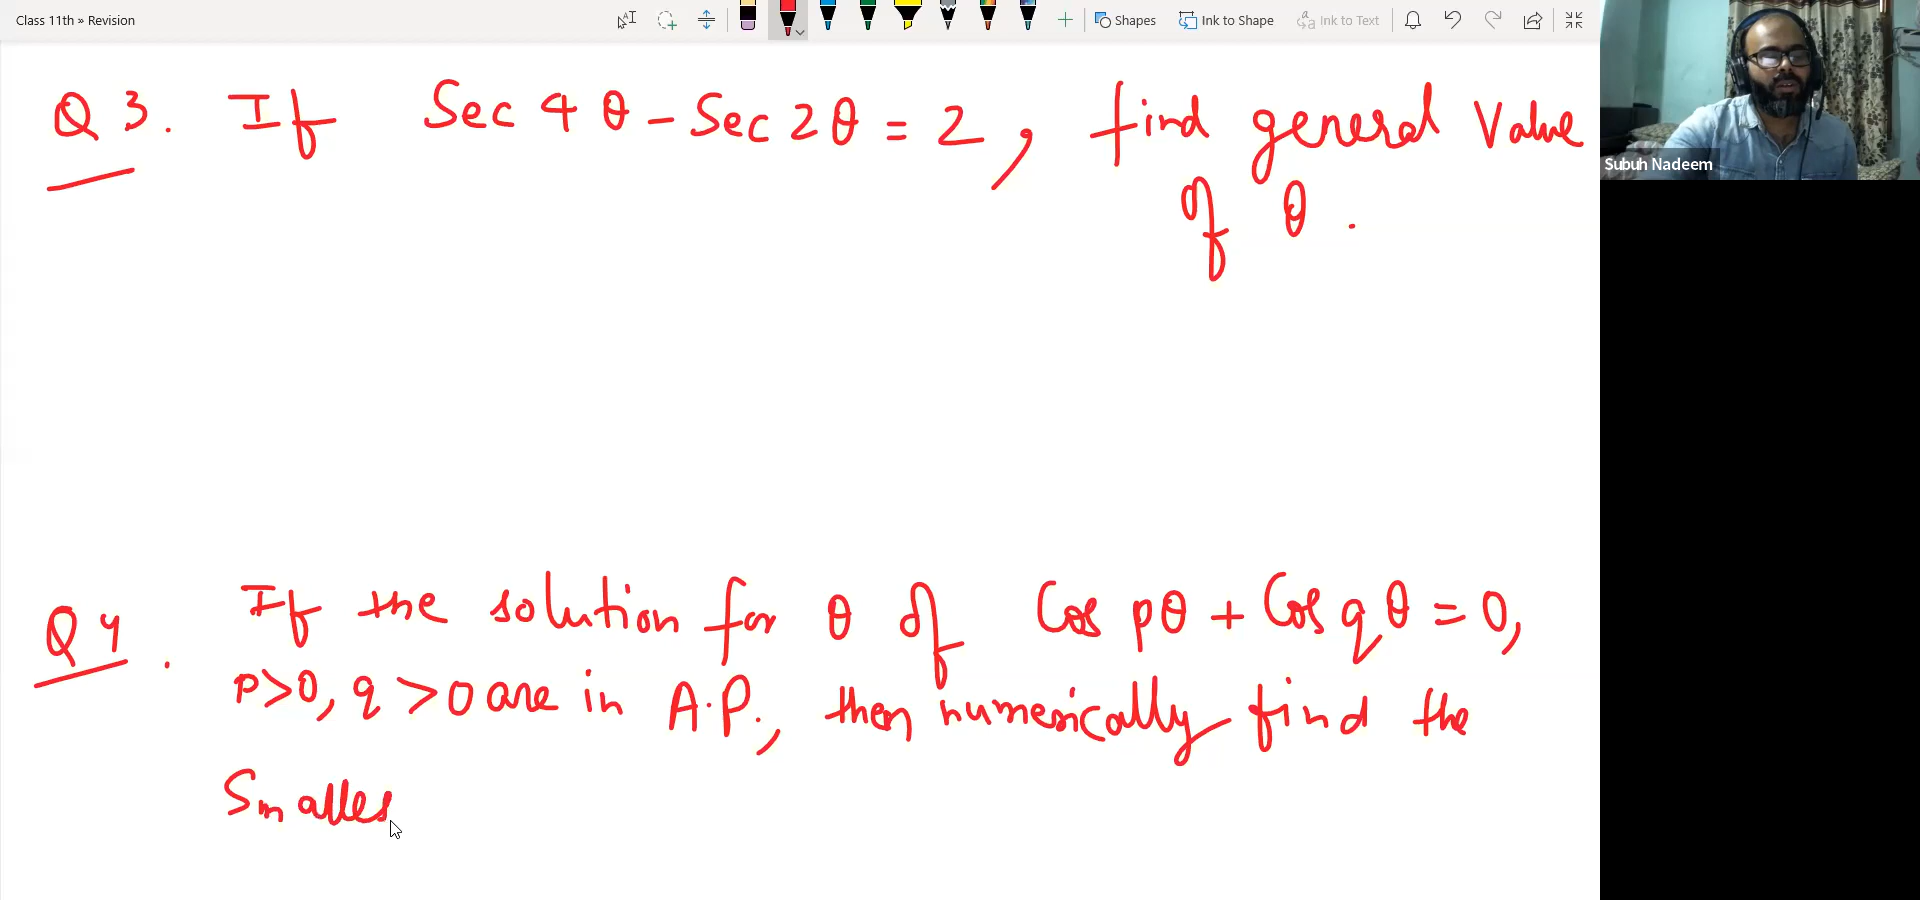 Class 11th » Revision
Shapes Ink to Shape Ink to Text
Q 3. If Sec 4 θ - Sec 2 θ = 2, find general Value
of θ.
Q 4. If the solution for θ of Cos pθ + Cos qθ = 0,
p>0, q >0 are in A.P., then numerically find the
Smalles
Subuh Nadeem